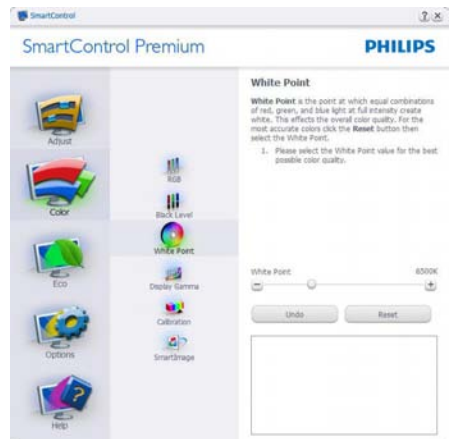 SmartControl
SmartControl Premium
PHILIPS
Adjust
Color
Eco
Options
Help
RGB
Black Level
White Point
Display Gamma
Calibration
SmartImage
White Point
White Point is the point at which equal combinations
of red, green, and blue light at full intensity create
white. This effects the overall color quality. For the
most accurate colors click the Reset button then
select the White Point.
1. Please select the White Point value for the best
possible color quality.
White Point 6500K
Undo Reset